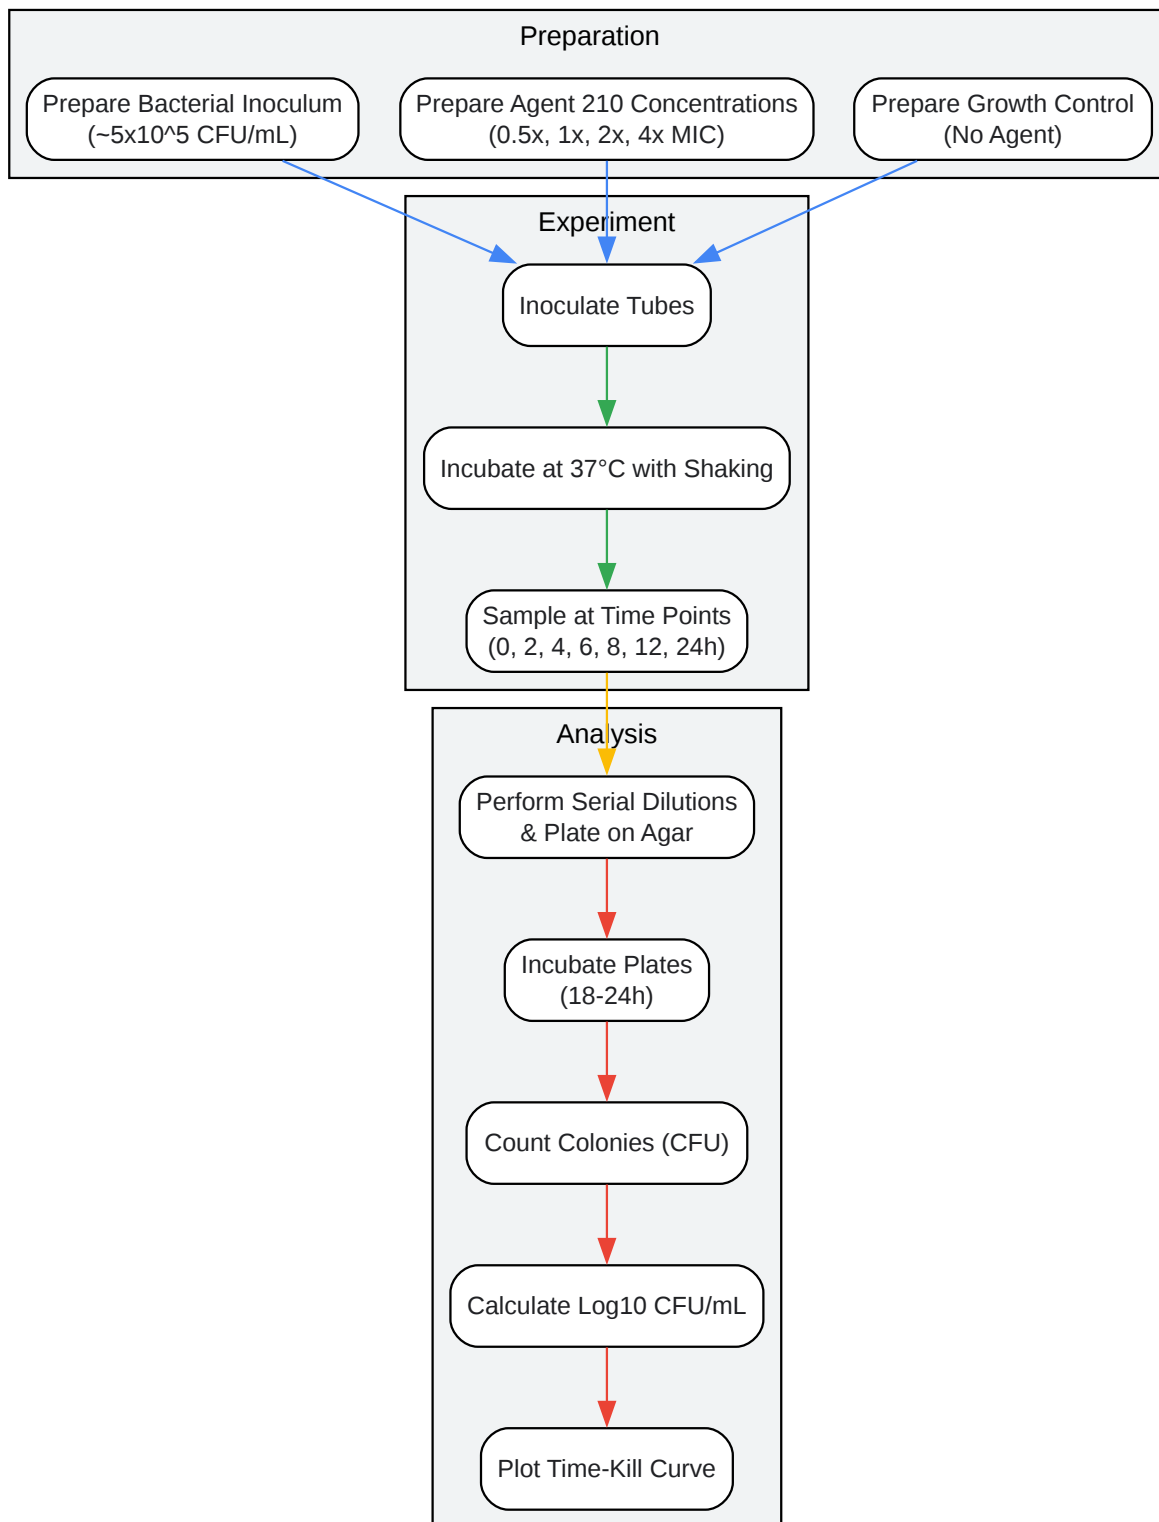 Preparation
Prepare Bacterial Inoculum
(~5x10^5 CFU/mL)
Prepare Agent 210 Concentrations
(0.5x, 1x, 2x, 4x MIC)
Prepare Growth Control
(No Agent)
Experiment
Inoculate Tubes
Incubate at 37°C with Shaking
Sample at Time Points
(0, 2, 4, 6, 8, 12, 24h)
Analysis
Perform Serial Dilutions
& Plate on Agar
Incubate Plates
(18-24h)
Count Colonies (CFU)
Calculate Log10 CFU/mL
Plot Time-Kill Curve